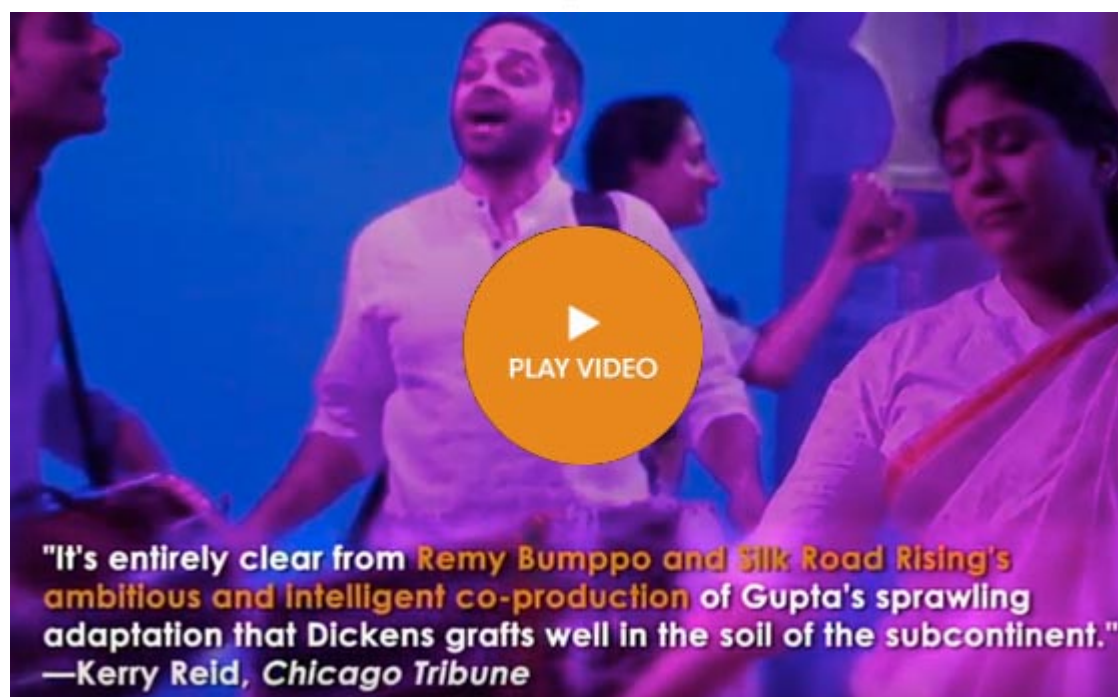 PLAY VIDEO
"It's entirely clear from Remy Bumppo and Silk Road Rising's
ambitious and intelligent co-production of Gupta's sprawling
adaptation that Dickens grafts well in the soil of the subcontinent."
—Kerry Reid, Chicago Tribune